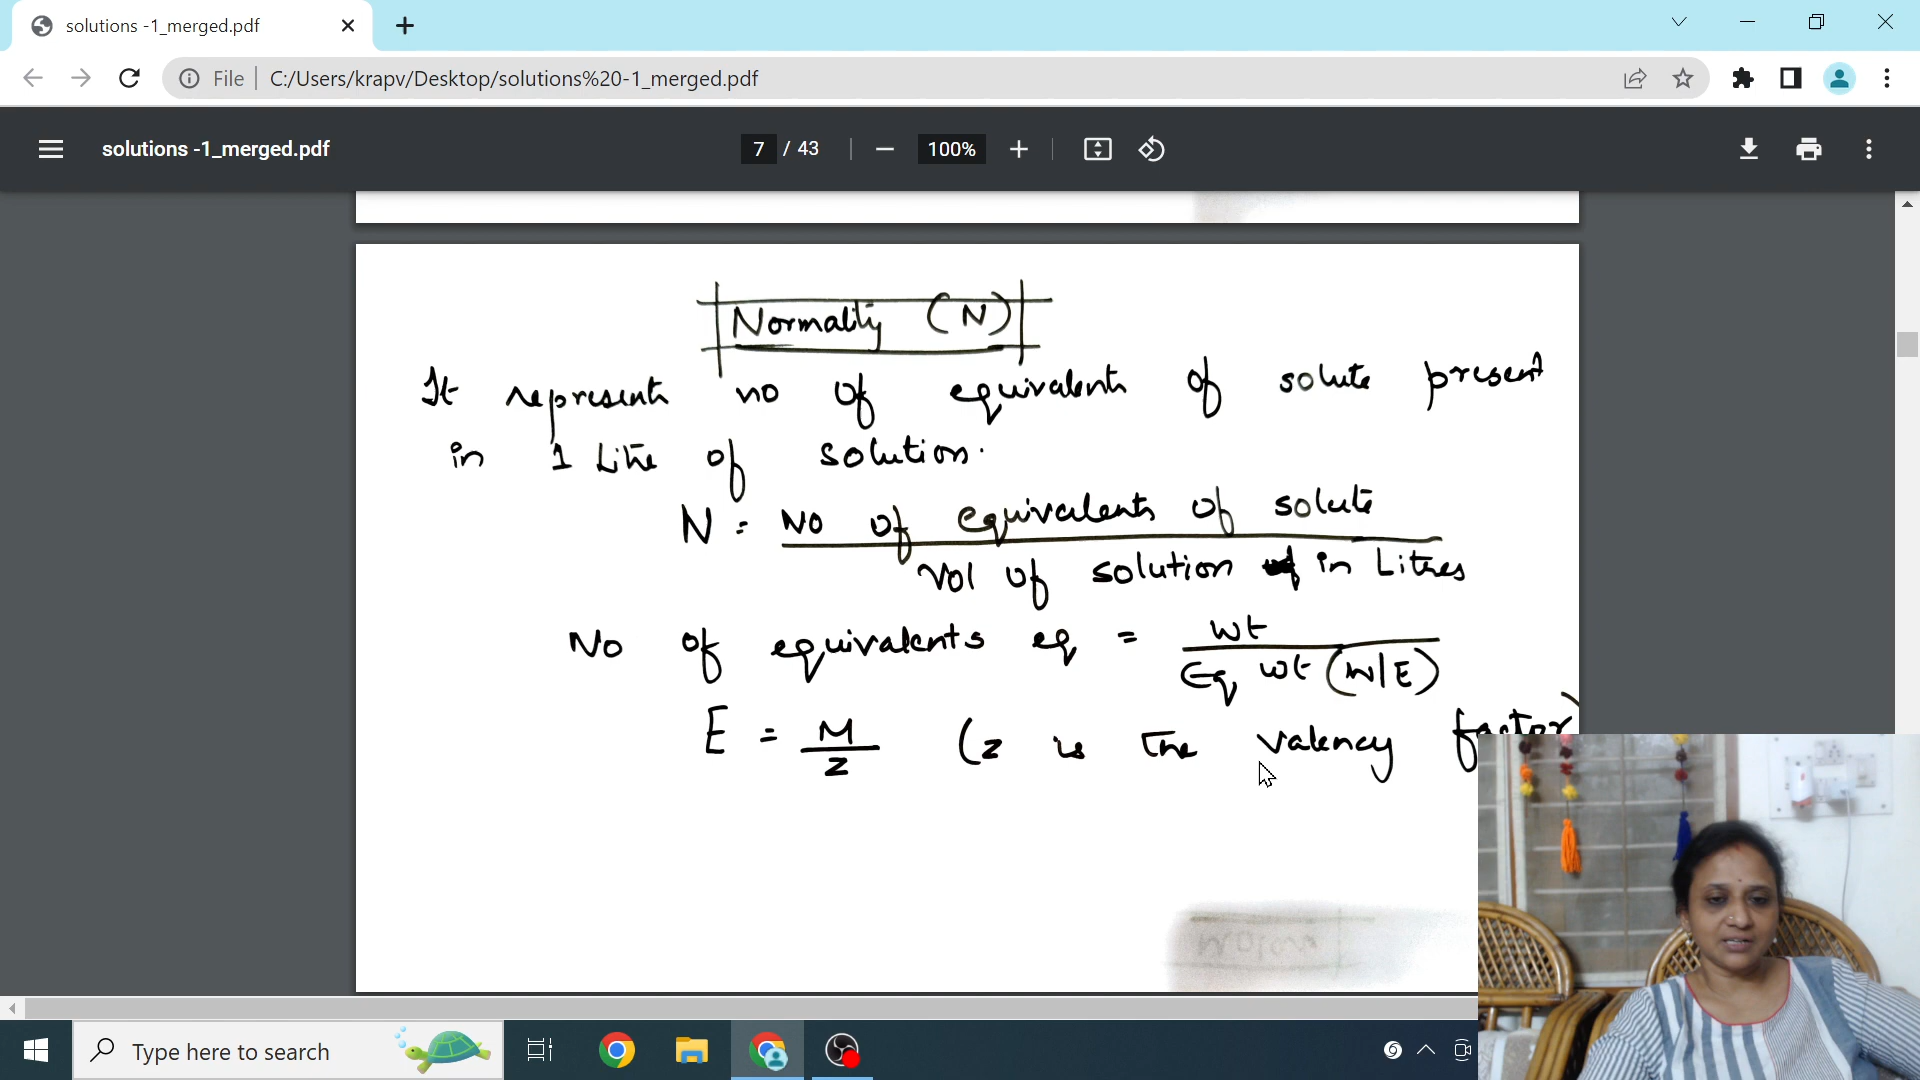 solutions -1_merged.pdf
File
C:/Users/krapv/Desktop/solutions%20-1_merged.pdf
solutions -1_merged.pdf
7 / 43
100%
Normality (N)
It represents no of equivalents of solute present
in 1 Litre of solution.
N = No of equivalents of solute
Vol of solution in Litres
No of equivalents eq = wt
Eq wt (W/E)
E = M
z
(z is the valency factor)
Type here to search